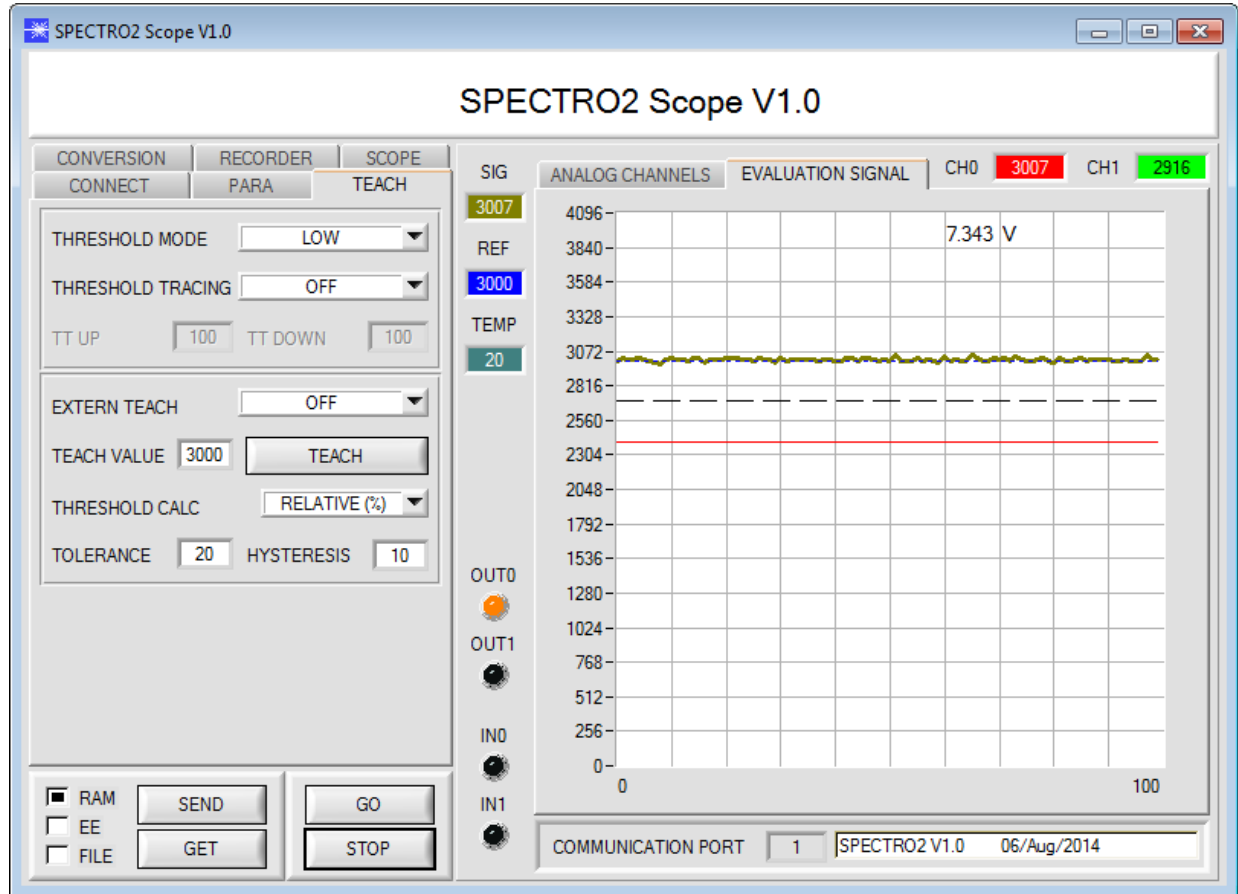 SPECTRO2 Scope V1.0
SPECTRO2 Scope V1.0
CONVERSION RECORDER SCOPE
CONNECT PARA TEACH
THRESHOLD MODE LOW
THRESHOLD TRACING OFF
TT UP 100 TT DOWN 100
EXTERN TEACH OFF
TEACH VALUE 3000 TEACH
THRESHOLD CALC RELATIVE (%)
TOLERANCE 20 HYSTERESIS 10
RAM
EE
FILE
SEND
GET
GO
STOP
SIG
3007
REF
3000
TEMP
20
OUT0
OUT1
IN0
IN1
ANALOG CHANNELS EVALUATION SIGNAL CH0 3007 CH1 2916
7.343 V
4096
3840
3584
3328
3072
2816
2560
2304
2048
1792
1536
1280
1024
768
512
256
0
0 100
COMMUNICATION PORT 1 SPECTRO2 V1.0 06/Aug/2014